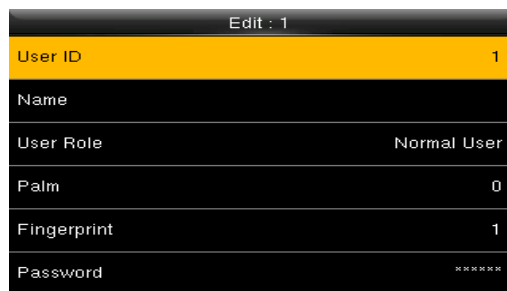 Edit : 1
User ID 1
Name
User Role Normal User
Palm 0
Fingerprint 1
Password ******